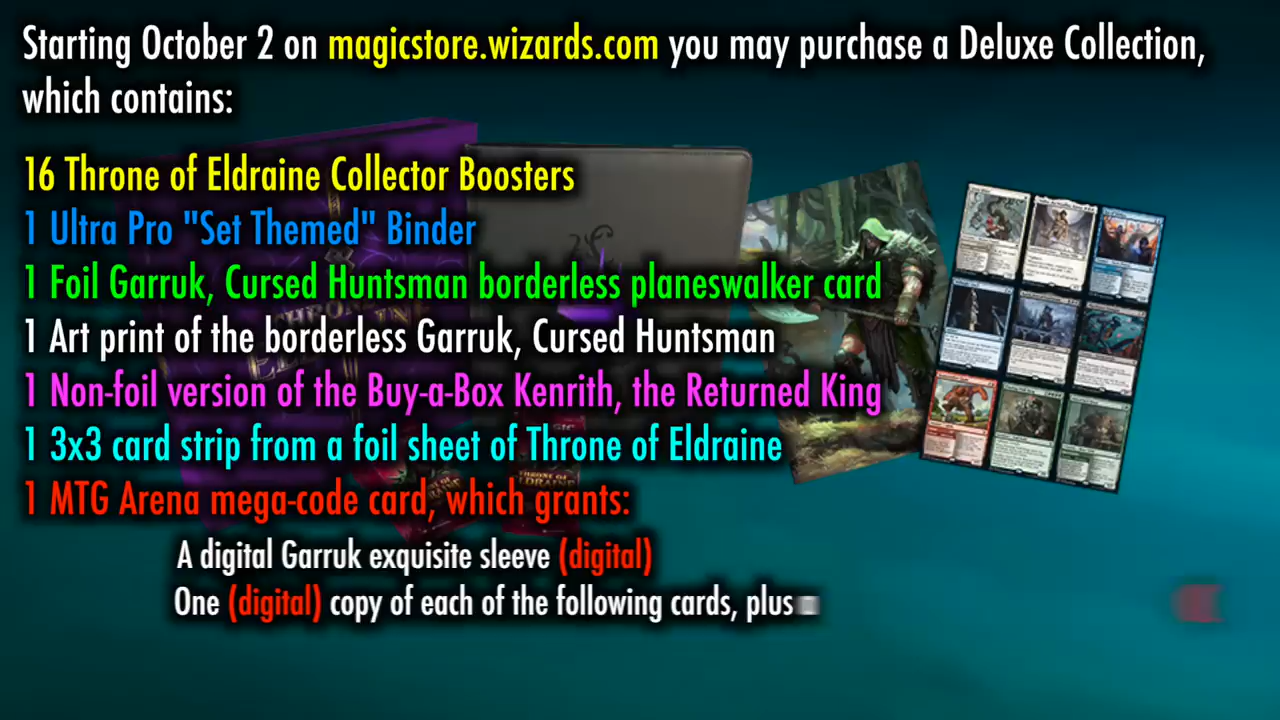 Starting October 2 on magicstore.wizards.com you may purchase a Deluxe Collection,
which contains:
16 Throne of Eldraine Collector Boosters
1 Ultra Pro "Set Themed" Binder
1 Foil Garruk, Cursed Huntsman borderless planeswalker card
1 Art print of the borderless Garruk, Cursed Huntsman
1 Non-foil version of the Buy-a-Box Kenrith, the Returned King
1 3x3 card strip from a foil sheet of Throne of Eldraine
1 MTG Arena mega-code card, which grants:
A digital Garruk exquisite sleeve (digital)
One (digital) copy of each of the following cards, plus